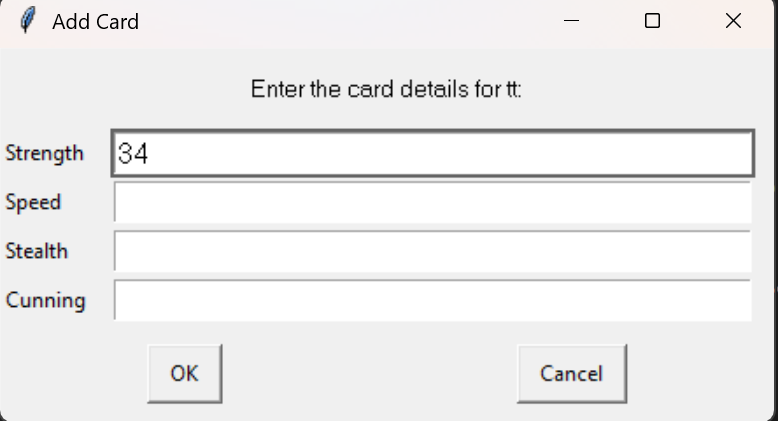 Add Card
Enter the card details for tt:
Strength 34
Speed
Stealth
Cunning
OK Cancel